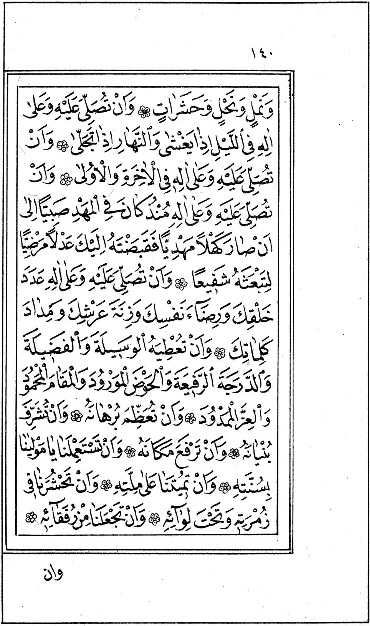 ١٤٠
وَنَمْلٍ وَنَحْلٍ وَحَشَرَاتٍ ۞ وَاَنْ تُصَلِّيَ عَلَيْهِ وَعَلٰى
اٰلِهِ فِي اللَّيْلِ اِذَا يَغْشٰى وَالنَّهَارِ اِذَا تَجَلّٰى ۞ وَاَنْ
تُصَلِّيَ عَلَيْهِ وَعَلٰى اٰلِهِ فِي الْاٰخِرَةِ وَالْاُولٰى ۞ وَاَنْ
تُصَلِّيَ عَلَيْهِ وَعَلٰى اٰلِهِ مُنْذُ كَانَ فِي الْمَهْدِ صَبِيًّا اِلٰى
اَنْ صَارَ كَهْلًا مَهْدِيًّا فَقَبَضْتَهُ اِلَيْكَ عَدْلًا مَرْضِيًّا
لِتَبْعَثَهُ شَفِيعًا ۞ وَاَنْ تُصَلِّيَ عَلَيْهِ وَعَلٰى اٰلِهِ عَدَدَ
خَلْقِكَ وَرِضَاءَ نَفْسِكَ وَزِنَةَ عَرْشِكَ وَمِدَادَ
كَلِمَاتِكَ ۞ وَاَنْ تُعْطِيَهُ الْوَسِيلَةَ وَالْفَضِيلَةَ
وَالدَّرَجَةَ الرَّفِيعَةَ وَالْحَوْضَ الْمَوْرُودَ وَالْمَقَامَ الْمَحْمُودَ
وَالْعِزَّ الْمَمْدُودَ ۞ وَاَنْ تُعَظِّمَ بُرْهَانَهُ ۞ وَاَنْ تُشَرِّفَ
بُنْيَانَهُ ۞ وَاَنْ تَرْفَعَ مَكَانَهُ ۞ وَاَنْ تَسْتَعْمِلَنَا يَا مَوْلٰينَا
بِسُنَّتِهِ ۞ وَاَنْ تُمِيتَنَا عَلٰى مِلَّتِهِ ۞ وَاَنْ تَحْشُرَنَا فِي
زُمْرَتِهِ وَتَحْتَ لِوَائِهِ ۞ وَاَنْ تَجْعَلَنَا مِنْ رُفَقَائِهِ ۞
وان